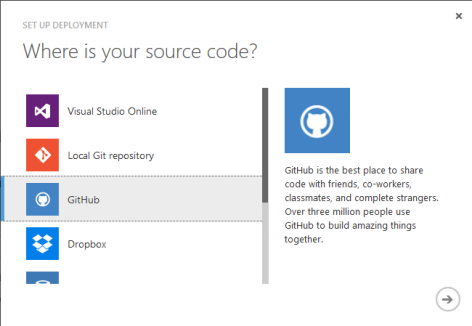 SET UP DEPLOYMENT
Where is your source code?
Visual Studio Online
Local Git repository
GitHub
Dropbox
GitHub is the best place to share
code with friends, co-workers,
classmates, and complete strangers.
Over three million people use
GitHub to build amazing things
together.